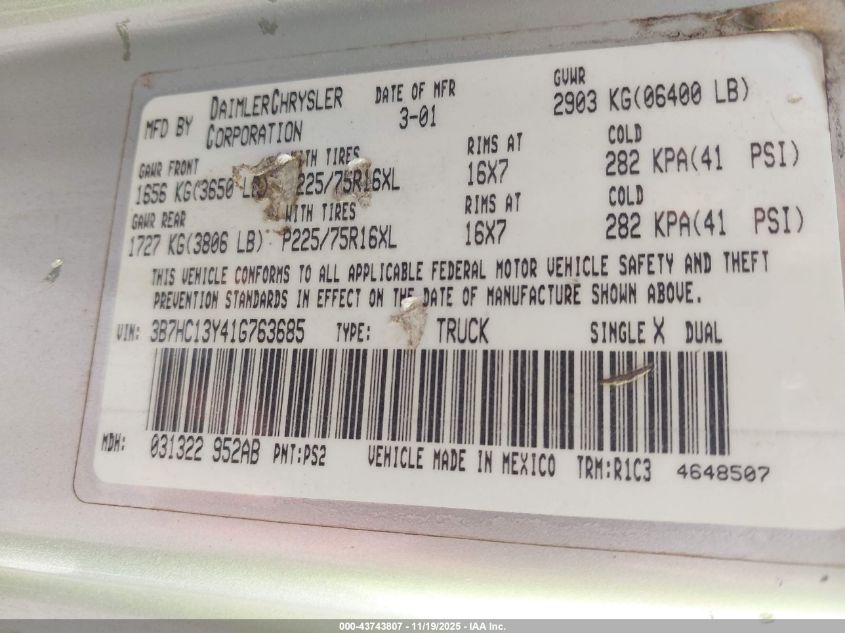 MFD BY DAIMLERCHRYSLER CORPORATION DATE OF MFR 3-01 GVWR 2903 KG(06400 LB)
GAWR FRONT WITH TIRES RIMS AT COLD
1656 KG(3650 LB) P225/75R16XL 16X7 282 KPA(41 PSI)
GAWR REAR WITH TIRES RIMS AT COLD
1727 KG(3806 LB) P225/75R16XL 16X7 282 KPA(41 PSI)
THIS VEHICLE CONFORMS TO ALL APPLICABLE FEDERAL MOTOR VEHICLE SAFETY AND THEFT
PREVENTION STANDARDS IN EFFECT ON THE DATE OF MANUFACTURE SHOWN ABOVE.
VIN: 3B7HC13Y41G763685 TYPE: TRUCK SINGLE X DUAL
MDH: 031322 952AB PNT:PS2 VEHICLE MADE IN MEXICO TRM:R1C3 4648507
000-43743807 - 11/19/2025 - IAA Inc.